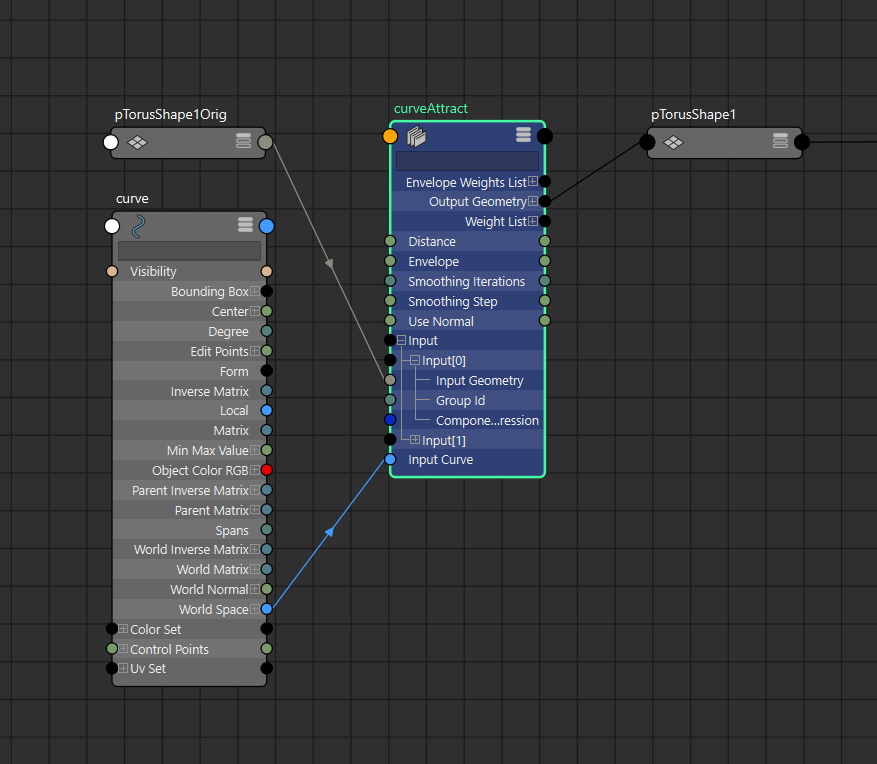 pTorusShape1Orig
curve
Visibility
Bounding Box
Center
Degree
Edit Points
Form
Inverse Matrix
Local
Matrix
Min Max Value
Object Color RGB
Parent Inverse Matrix
Parent Matrix
Spans
World Inverse Matrix
World Matrix
World Normal
World Space
Color Set
Control Points
Uv Set
curveAttract
Envelope Weights List
Output Geometry
Weight List
Distance
Envelope
Smoothing Iterations
Smoothing Step
Use Normal
Input
Input[0]
Input Geometry
Group Id
Compone...ression
Input[1]
Input Curve
pTorusShape1